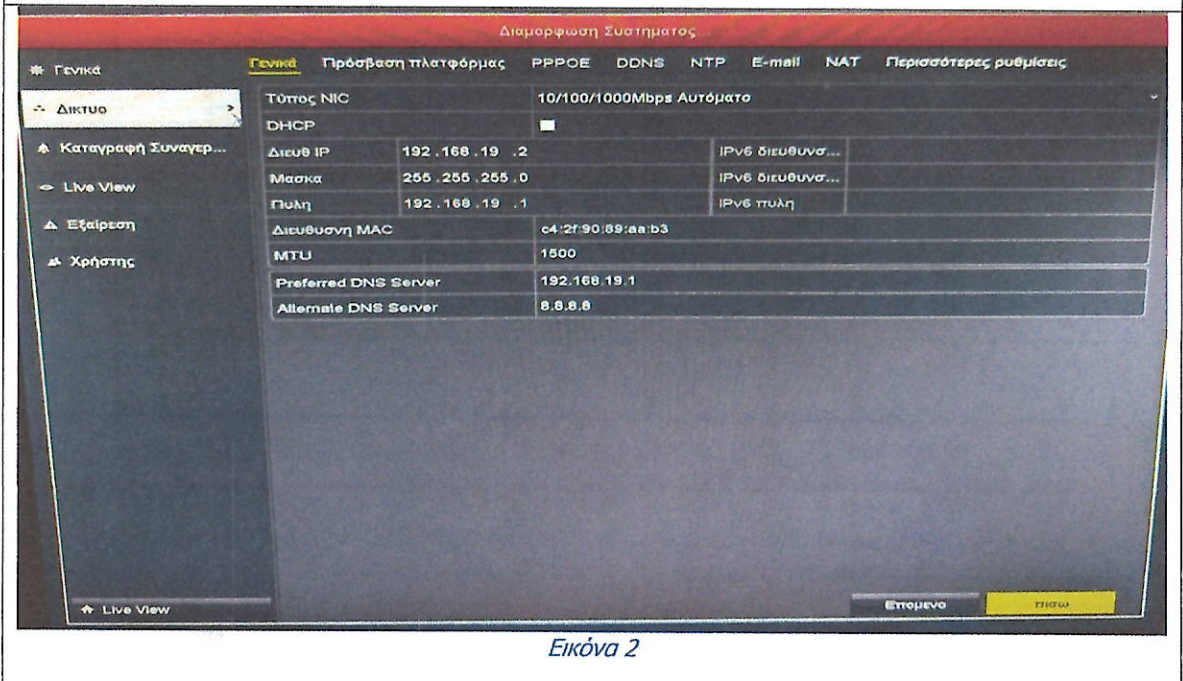 Διαμορφωση Συστηματος...
Γενικά
Δικτυο >
Καταγραφή Συναγερ...
Live View
Εξαίρεση
Χρήστης
Γενικά Πρόσβαση πλατφόρμας PPPOE DDNS NTP E-mail NAT Περισσότερες ρυθμίσεις
Τύπος NIC 10/100/1000Mbps Αυτόματο
DHCP
Διευθ IP 192.168.19 .2 IPv6 διευθυνσ...
Μασκα 255.255.255.0 IPv6 διευθυνσ...
Πυλη 192.168.19 .1 IPv6 πυλη
Διευθυσνη MAC c4:2f:90:89:aa:b3
MTU 1500
Preferred DNS Server 192.168.19.1
Alternate DNS Server 8.8.8.8
Live View
Επομενο πισω
Εικόνα 2